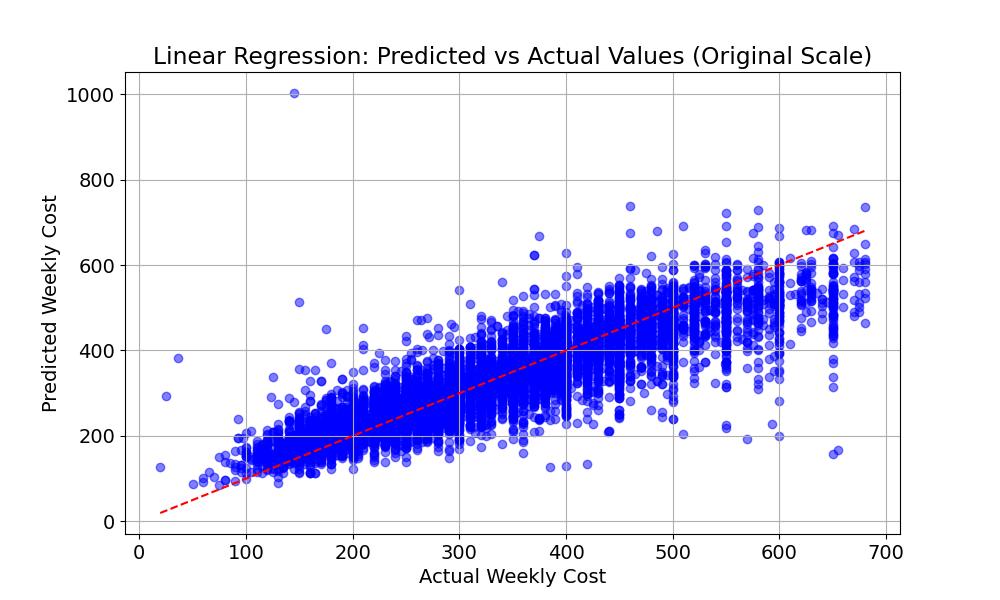 Linear Regression: Predicted vs Actual Values (Original Scale)
1000
800
600
400
200
0
Predicted Weekly Cost
0 100 200 300 400 500 600 700
Actual Weekly Cost